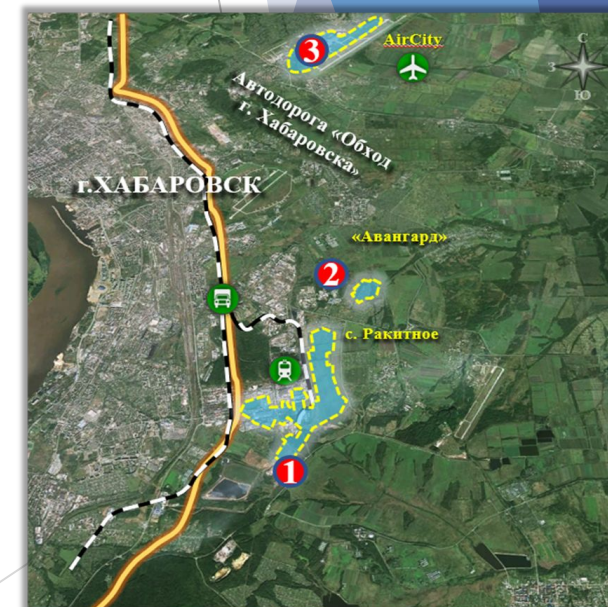 3
AirCity
С
З
Ю
Автодорога «Обход
г. Хабаровска»
г.ХАБАРОВСК
«Авангард»
2
с. Ракитное
1